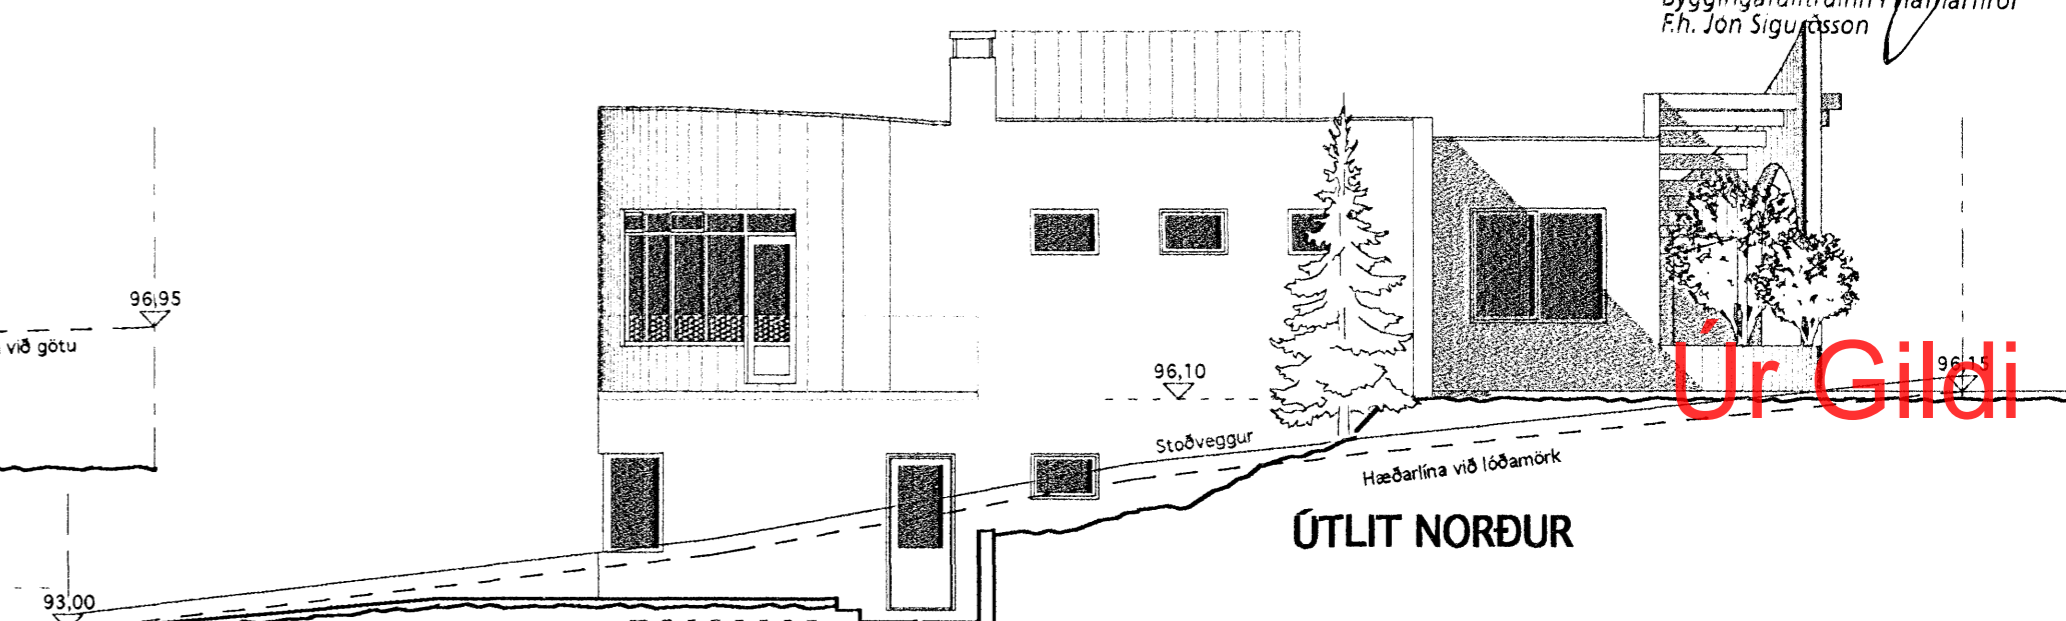 F.h. Jón Sigurðsson
96,95
við götu
96,10
96,15
Úr Gildi
Stoðveggur
Hæðarlína við lóðamörk
ÚTLIT NORÐUR
93,00